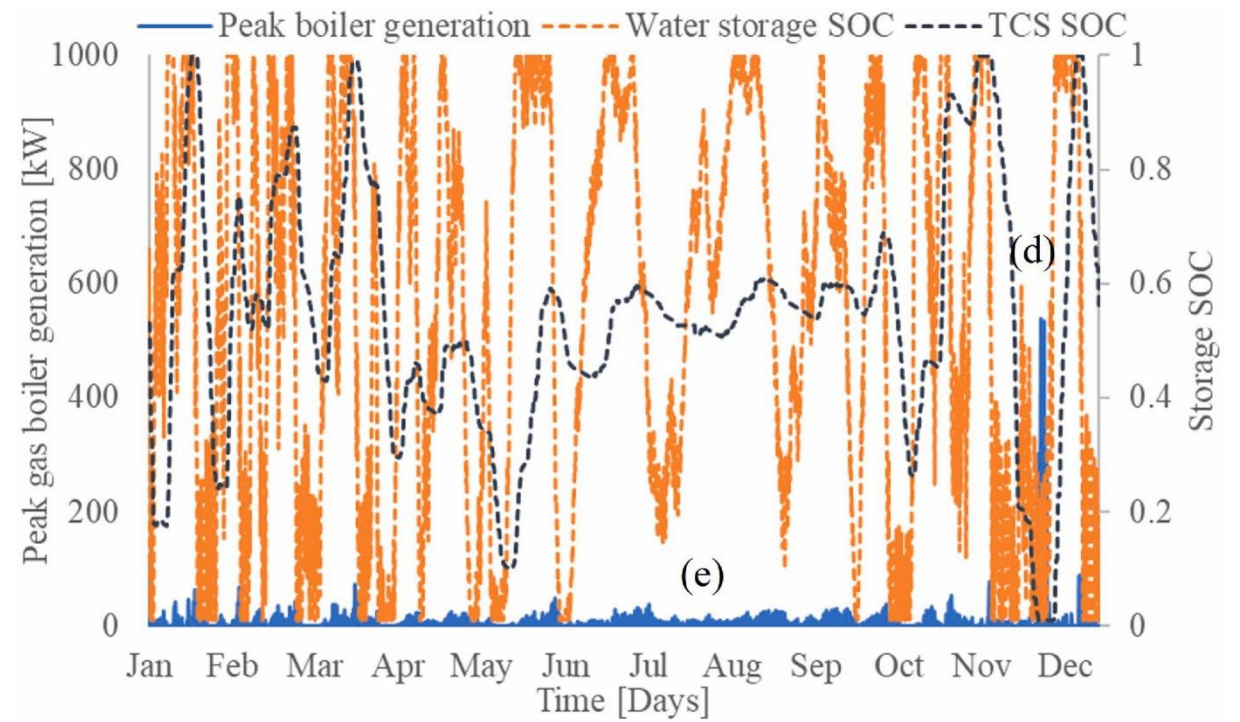 Peak boiler generation Water storage SOC TCS SOC
Peak gas boiler generation [kW]
1000
800
600
400
200
0
1
0.8
0.6
0.4
0.2
0
Storage SOC
(d)
(e)
Jan Feb Mar Apr May Jun Jul Aug Sep Oct Nov Dec
Time [Days]